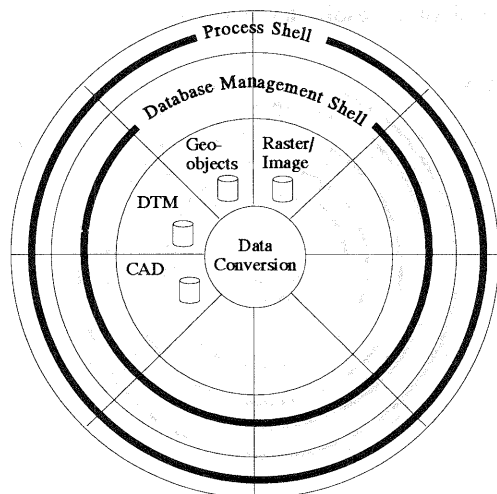 Process Shell
Database Management Shell
Geo-
objects
Raster/
Image
DTM
CAD
Data
Conversion